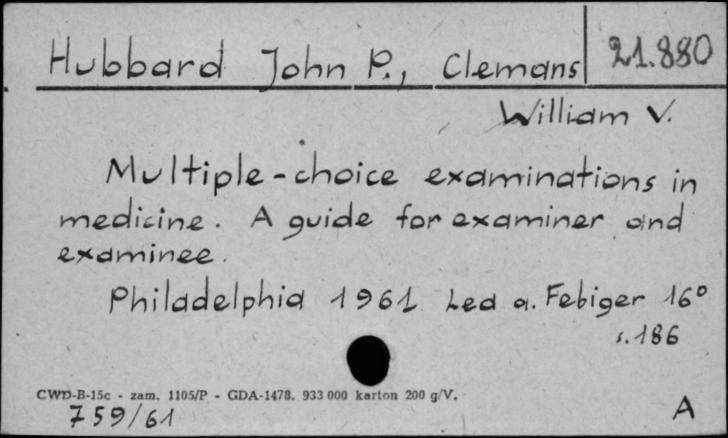 Hubbard John P., Clemans 21.880
William V.
Multiple-choice examinations in
medicine. A guide for examiner and
examinee.
Philadelphia 1961 Led a. Febiger 16°
s.186
CWD-B-15c - zam. 1105/P - GDA-1478. 933 000 karton 200 g/V.
759/61
A